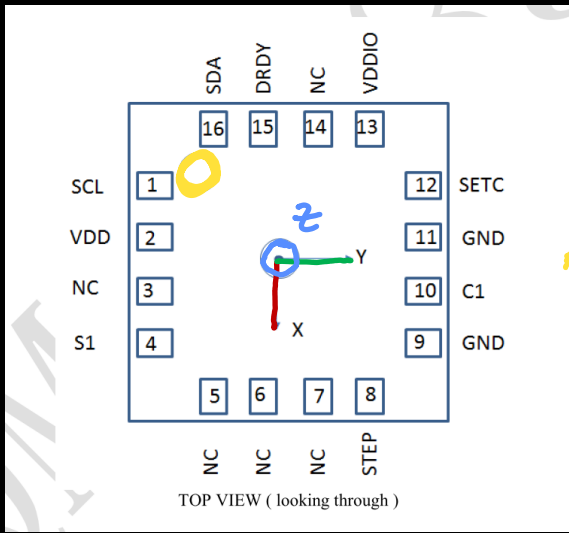 SDA DRDY NC VDDIO
16 15 14 13
SCL 1 12 SETC
VDD 2 11 GND
NC 3 10 C1
S1 4 9 GND
Z
Y
X
5 6 7 8
NC NC NC STEP
TOP VIEW ( looking through )